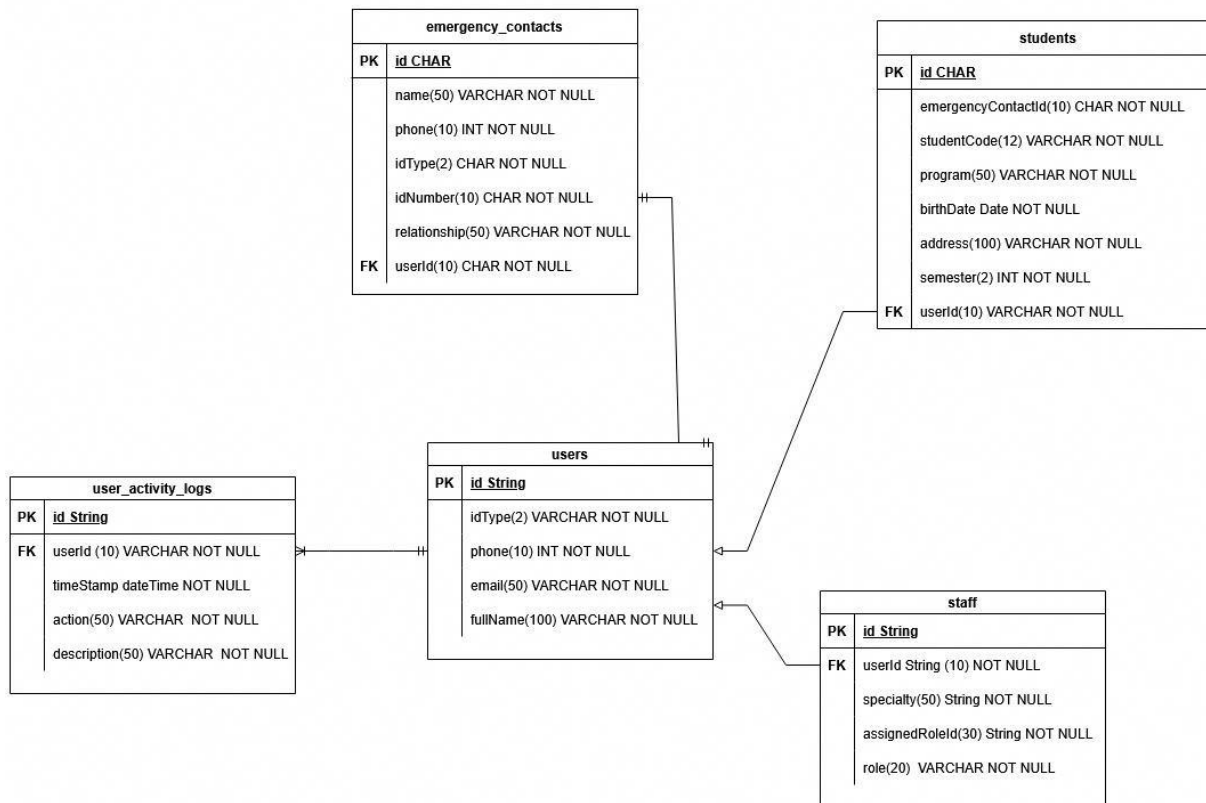 emergency_contacts
PK id CHAR
name(50) VARCHAR NOT NULL
phone(10) INT NOT NULL
idType(2) CHAR NOT NULL
idNumber(10) CHAR NOT NULL
relationship(50) VARCHAR NOT NULL
FK userId(10) CHAR NOT NULL
students
PK id CHAR
emergencyContactId(10) CHAR NOT NULL
studentCode(12) VARCHAR NOT NULL
program(50) VARCHAR NOT NULL
birthDate Date NOT NULL
address(100) VARCHAR NOT NULL
semester(2) INT NOT NULL
FK userId(10) VARCHAR NOT NULL
user_activity_logs
PK id String
FK userId (10) VARCHAR NOT NULL
timeStamp dateTime NOT NULL
action(50) VARCHAR NOT NULL
description(50) VARCHAR NOT NULL
users
PK id String
idType(2) VARCHAR NOT NULL
phone(10) INT NOT NULL
email(50) VARCHAR NOT NULL
fullName(100) VARCHAR NOT NULL
staff
PK id String
FK userId String (10) NOT NULL
specialty(50) String NOT NULL
assignedRoleId(30) String NOT NULL
role(20) VARCHAR NOT NULL